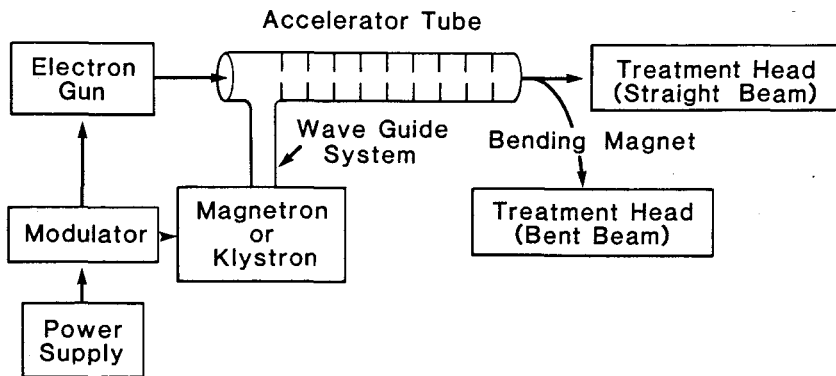 Accelerator Tube
Electron
Gun
Treatment Head
(Straight Beam)
Wave Guide
System
Bending Magnet
Modulator
Magnetron
or
Klystron
Treatment Head
(Bent Beam)
Power
Supply